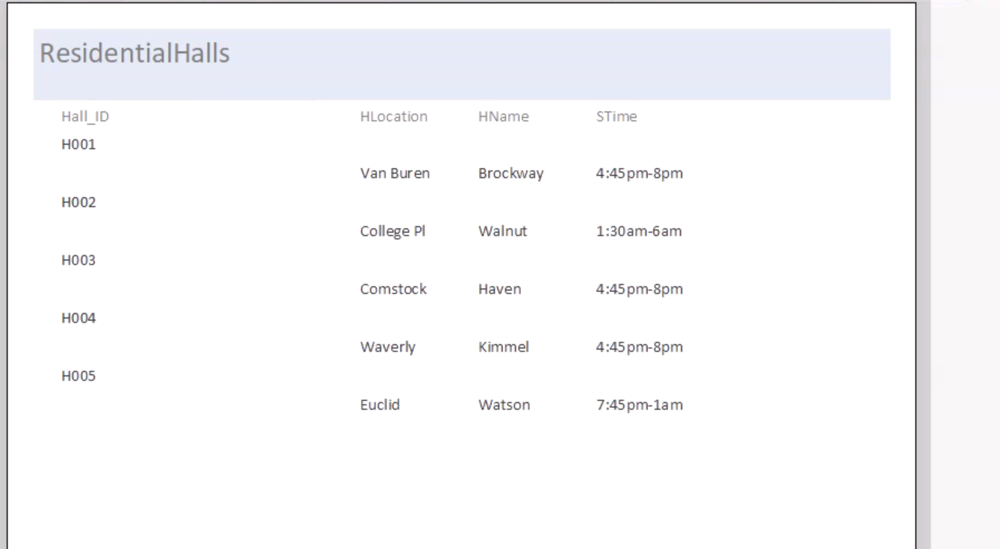 ResidentialHalls
Hall_ID HLocation HName STime
H001
Van Buren Brockway 4:45pm-8pm
H002
College Pl Walnut 1:30am-6am
H003
Comstock Haven 4:45pm-8pm
H004
Waverly Kimmel 4:45pm-8pm
H005
Euclid Watson 7:45pm-1am